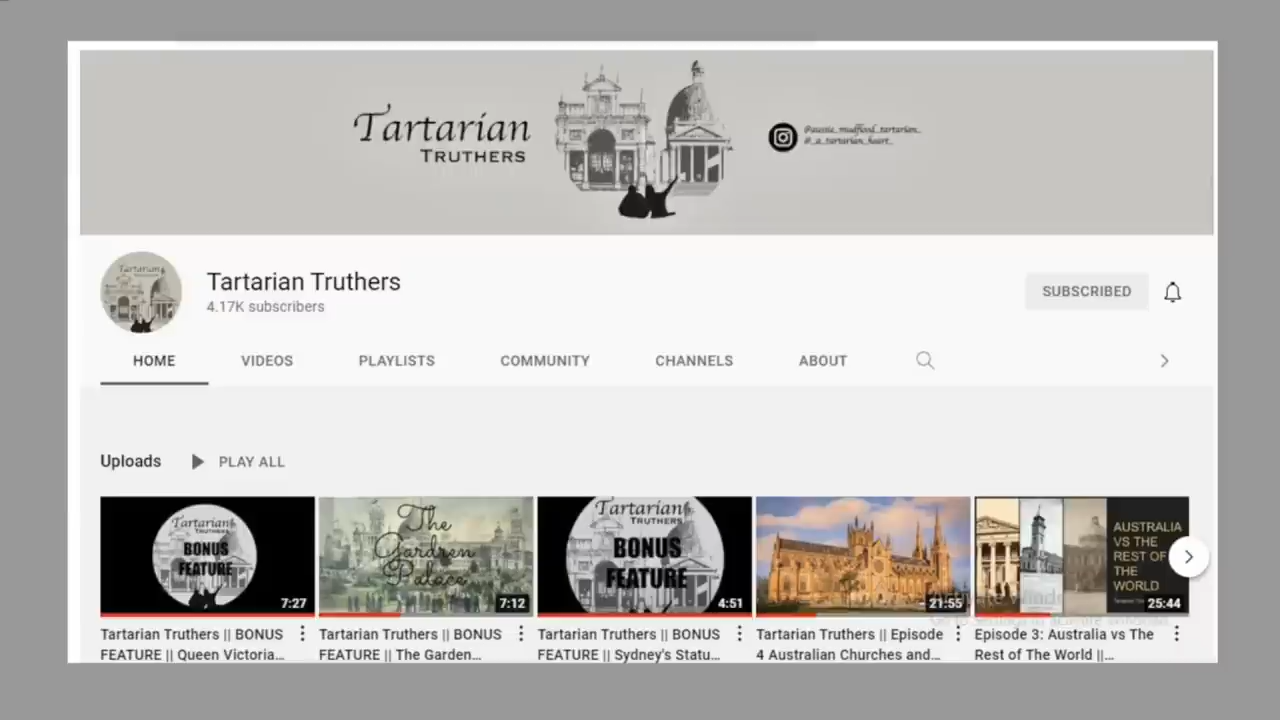 Tartarian
TRUTHERS
@aussie_mudflood_tartarian_
@_a_tartarian_heart_
Tartarian
Tartarian Truthers
4.17K subscribers
SUBSCRIBED
HOME VIDEOS PLAYLISTS COMMUNITY CHANNELS ABOUT
Uploads PLAY ALL
Tartarian
TRUTHERS
BONUS
FEATURE
7:27
The
Gardren
Palace
7:12
Tartarian
TRUTHERS
BONUS
FEATURE
4:51
21:55
AUSTRALIA
VS THE
REST OF
THE
WORLD
25:44
Tartarian Truthers || BONUS
FEATURE || Queen Victoria...
Tartarian Truthers || BONUS
FEATURE || The Garden...
Tartarian Truthers || BONUS
FEATURE || Sydney's Statu...
Tartarian Truthers || Episode
4 Australian Churches and...
Episode 3: Australia vs The
Rest of The World ||...